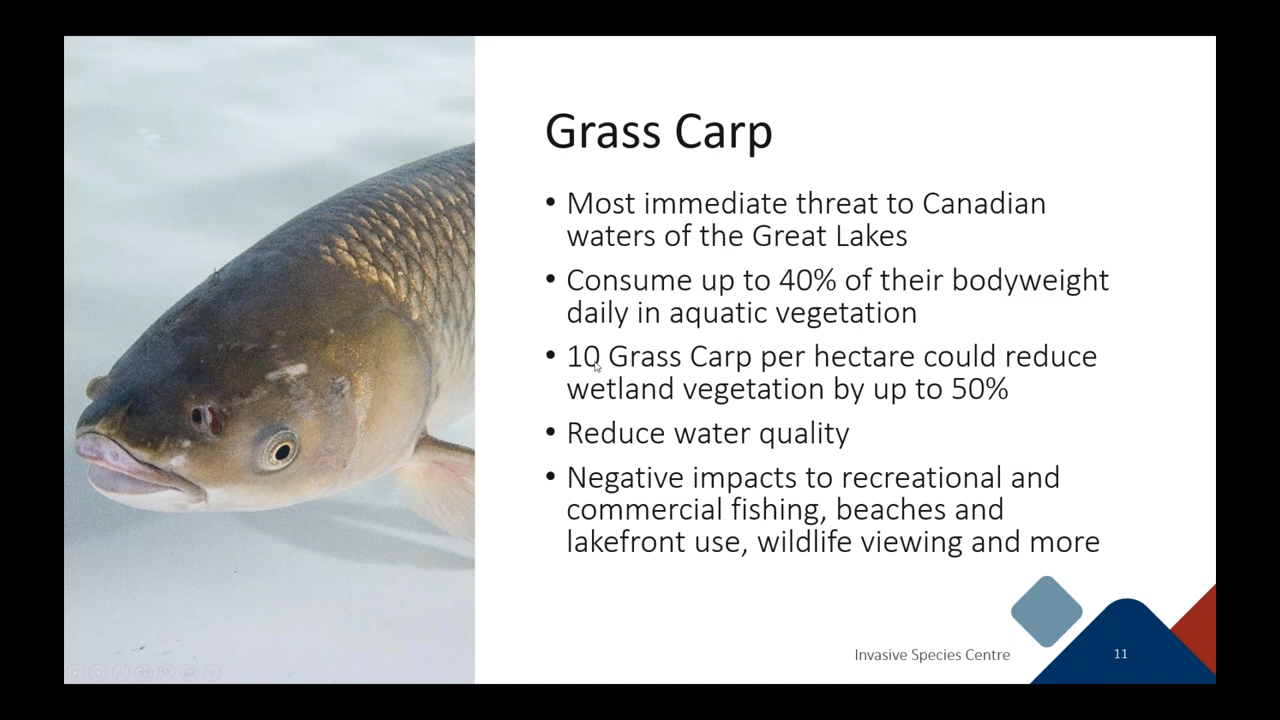 Grass Carp
• Most immediate threat to Canadian
waters of the Great Lakes
• Consume up to 40% of their bodyweight
daily in aquatic vegetation
• 10 Grass Carp per hectare could reduce
wetland vegetation by up to 50%
• Reduce water quality
• Negative impacts to recreational and
commercial fishing, beaches and
lakefront use, wildlife viewing and more
Invasive Species Centre
11